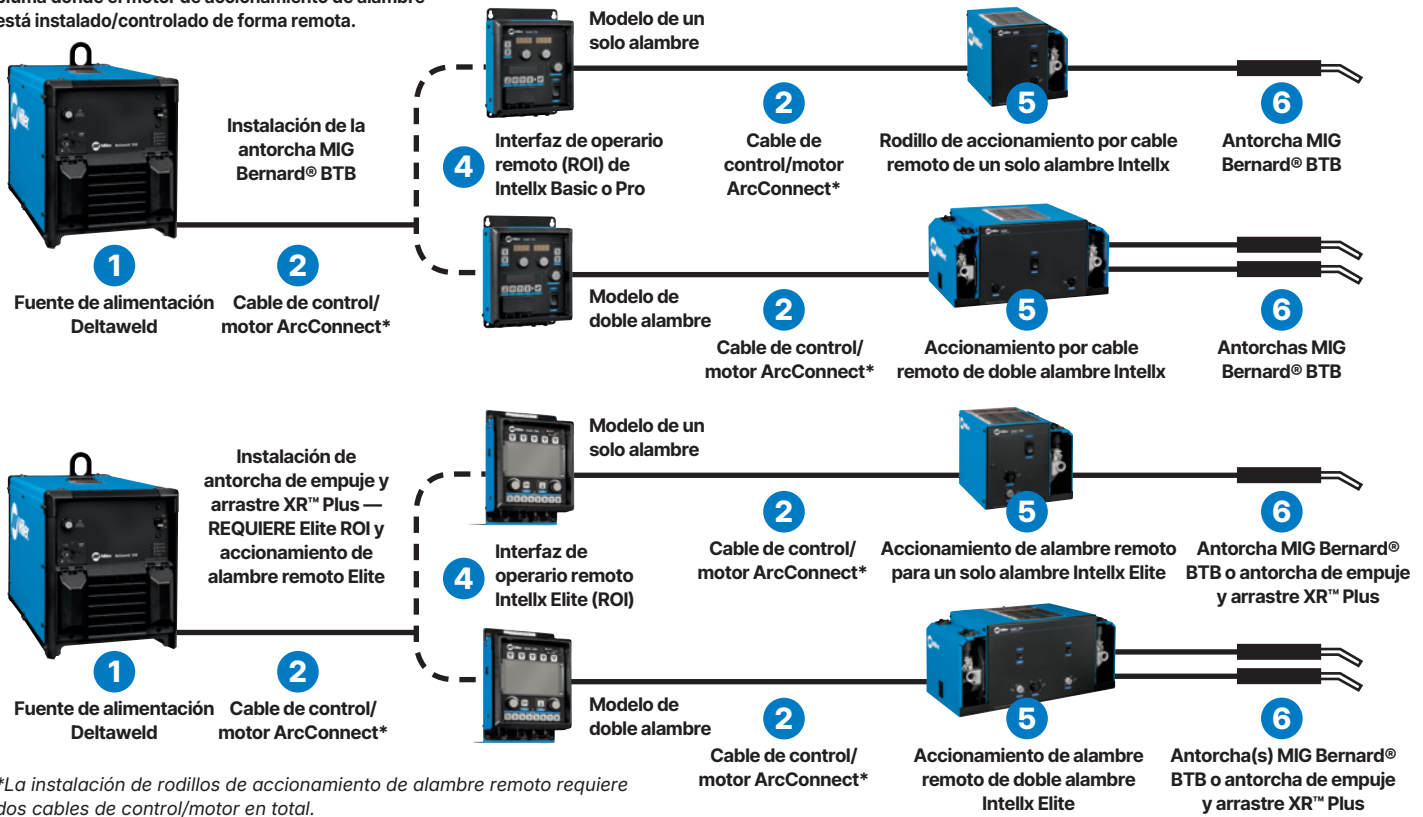 está instalado/controlado de forma remota.
Instalación de la
antorcha MIG
Bernard® BTB
1
Fuente de alimentación
Deltaweld
2
Cable de control/
motor ArcConnect*
4
Interfaz de operario
remoto (ROI) de
Intellx Basic o Pro
Modelo de un
solo alambre
2
Cable de
control/motor
ArcConnect*
5
Rodillo de accionamiento por cable
remoto de un solo alambre Intellx
6
Antorcha MIG
Bernard® BTB
Modelo de
doble alambre
2
Cable de control/
motor ArcConnect*
5
Accionamiento por cable
remoto de doble alambre Intellx
6
Antorchas MIG
Bernard® BTB
Instalación de
antorcha de empuje y
arrastre XR™ Plus —
REQUIERE Elite ROI y
accionamiento de
alambre remoto Elite
1
Fuente de alimentación
Deltaweld
2
Cable de control/
motor ArcConnect*
4
Interfaz de
operario remoto
Intellx Elite (ROI)
Modelo de un
solo alambre
2
Cable de control/
motor ArcConnect*
5
Accionamiento de alambre remoto
para un solo alambre Intellx Elite
6
Antorcha MIG Bernard®
BTB o antorcha de empuje
y arrastre XR™ Plus
Modelo de
doble alambre
2
Cable de control/
motor ArcConnect*
5
Accionamiento de alambre
remoto de doble alambre
Intellx Elite
6
Antorcha(s) MIG Bernard®
BTB o antorcha de empuje
y arrastre XR™ Plus
*La instalación de rodillos de accionamiento de alambre remoto requiere
dos cables de control/motor en total.
Miller
Miller